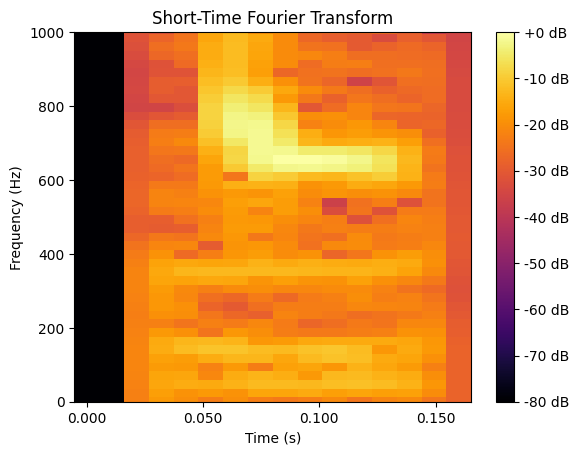 Short-Time Fourier Transform
1000
800
600
400
200
0
Frequency (Hz)
0.000
0.050
0.100
0.150
Time (s)
+0 dB
-10 dB
-20 dB
-30 dB
-40 dB
-50 dB
-60 dB
-70 dB
-80 dB